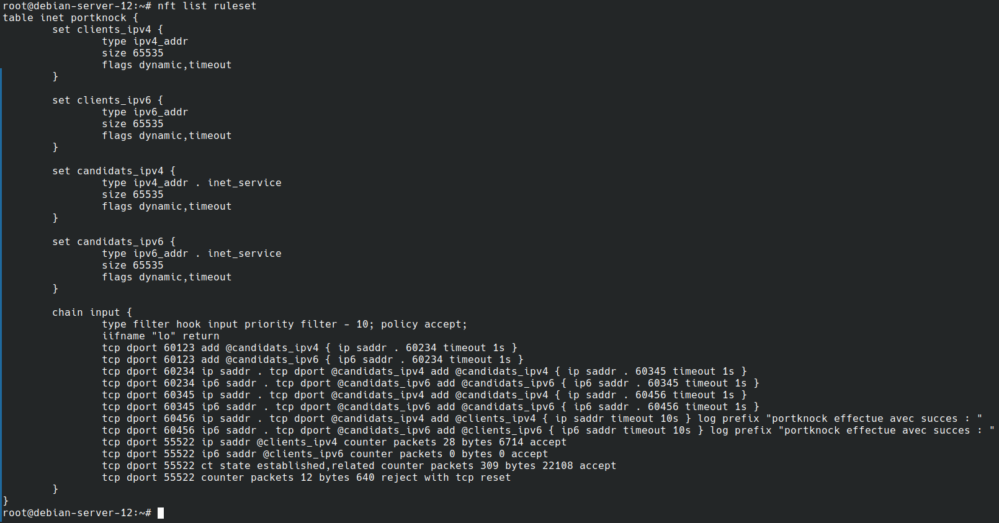 root@debian-server-12:~# nft list ruleset
table inet portknock {
        set clients_ipv4 {
                type ipv4_addr
                size 65535
                flags dynamic,timeout
        }

        set clients_ipv6 {
                type ipv6_addr
                size 65535
                flags dynamic,timeout
        }

        set candidats_ipv4 {
                type ipv4_addr . inet_service
                size 65535
                flags dynamic,timeout
        }

        set candidats_ipv6 {
                type ipv6_addr . inet_service
                size 65535
                flags dynamic,timeout
        }

        chain input {
                type filter hook input priority filter - 10; policy accept;
                iifname "lo" return
                tcp dport 60123 add @candidats_ipv4 { ip saddr . 60234 timeout 1s }
                tcp dport 60123 add @candidats_ipv6 { ip6 saddr . 60234 timeout 1s }
                tcp dport 60234 ip saddr . tcp dport @candidats_ipv4 add @candidats_ipv4 { ip saddr . 60345 timeout 1s }
                tcp dport 60234 ip6 saddr . tcp dport @candidats_ipv6 add @candidats_ipv6 { ip6 saddr . 60345 timeout 1s }
                tcp dport 60345 ip saddr . tcp dport @candidats_ipv4 add @candidats_ipv4 { ip saddr . 60456 timeout 1s }
                tcp dport 60345 ip6 saddr . tcp dport @candidats_ipv6 add @candidats_ipv6 { ip6 saddr . 60456 timeout 1s }
                tcp dport 60456 ip saddr . tcp dport @candidats_ipv4 add @clients_ipv4 { ip saddr timeout 10s } log prefix "portknock effectue avec succes : "
                tcp dport 60456 ip6 saddr . tcp dport @candidats_ipv6 add @clients_ipv6 { ip6 saddr timeout 10s } log prefix "portknock effectue avec succes : "
                tcp dport 55522 ip saddr @clients_ipv4 counter packets 28 bytes 6714 accept
                tcp dport 55522 ip6 saddr @clients_ipv6 counter packets 0 bytes 0 accept
                tcp dport 55522 ct state established,related counter packets 309 bytes 22108 accept
                tcp dport 55522 counter packets 12 bytes 640 reject with tcp reset
        }
}
root@debian-server-12:~#